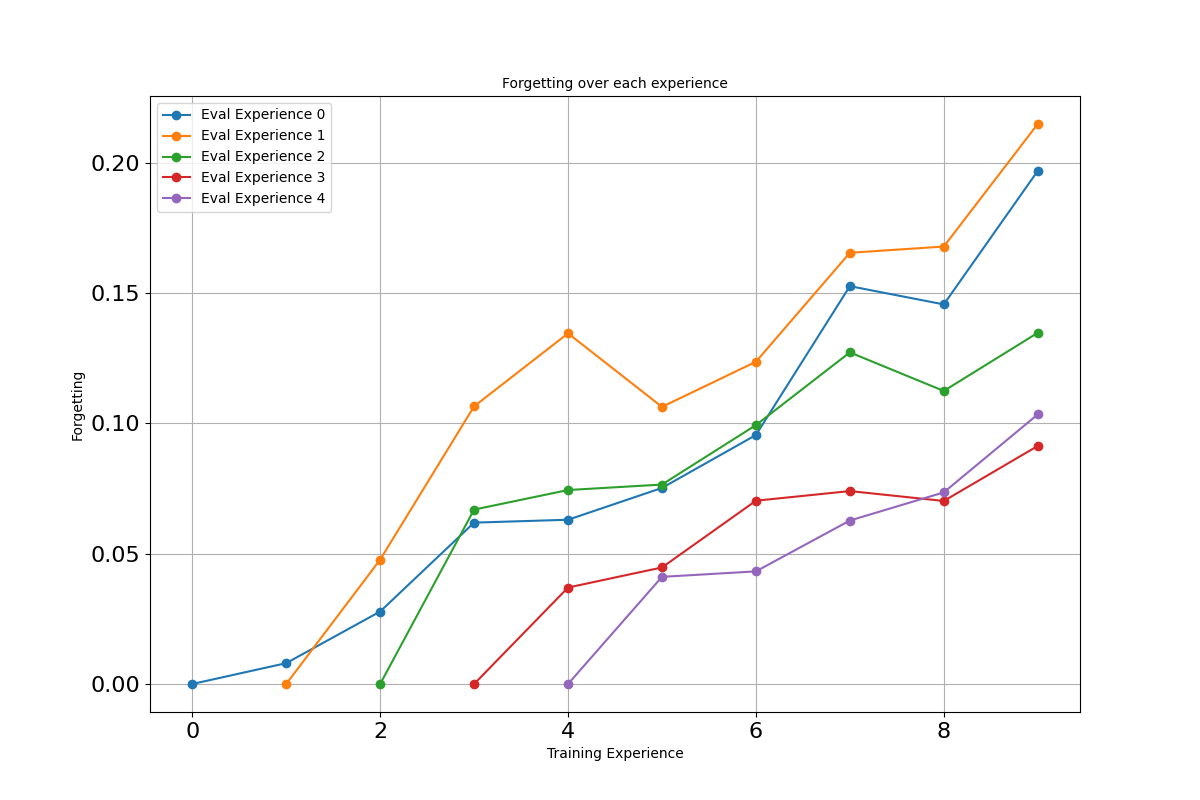 Forgetting over each experience
Eval Experience 0
Eval Experience 1
Eval Experience 2
Eval Experience 3
Eval Experience 4
0.20
0.15
0.10
0.05
0.00
Forgetting
0 2 4 6 8
Training Experience